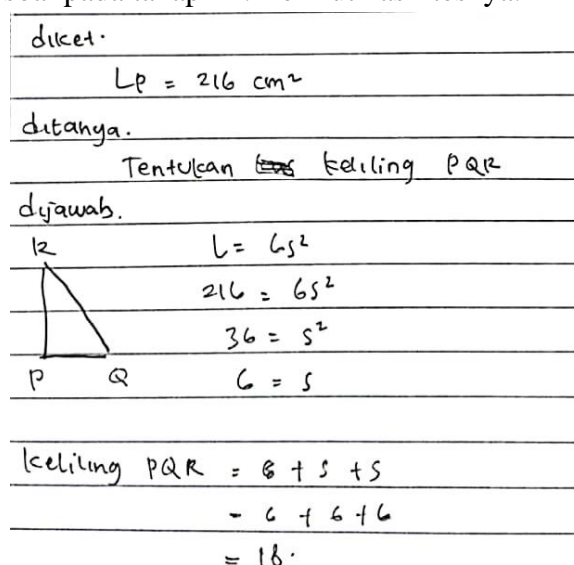 diket.
Lp = 216 cm²
ditanya.
Tentukan keliling PQR
dijawab.
R
L = 6s²
216 = 6s²
36 = s²
P Q
6 = s
keliling PQR = s + s + s
= 6 + 6 + 6
= 18.